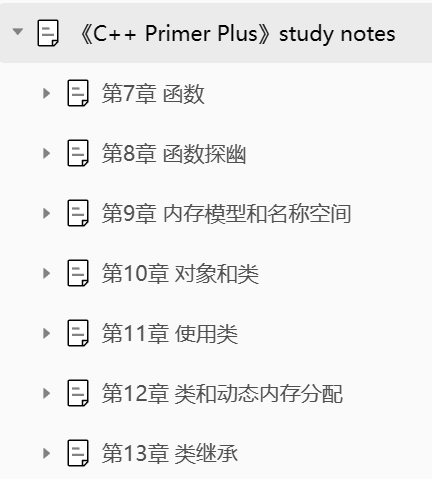 《C++ Primer Plus》study notes
第7章 函数
第8章 函数探幽
第9章 内存模型和名称空间
第10章 对象和类
第11章 使用类
第12章 类和动态内存分配
第13章 类继承